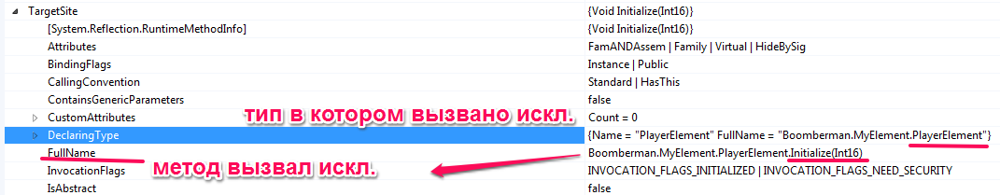 TargetSite {Void Initialize(Int16)}
[System.Reflection.RuntimeMethodInfo] {Void Initialize(Int16)}
Attributes FamANDAssem | Family | Virtual | HideBySig
BindingFlags Instance | Public
CallingConvention Standard | HasThis
ContainsGenericParameters false
тип в котором вызвано искл.
CustomAttributes Count = 0
DeclaringType {Name = "PlayerElement" FullName = "Boomberman.MyElement.PlayerElement"}
FullName Boomberman.MyElement.PlayerElement.Initialize(Int16)
метод вызвал искл.
InvocationFlags INVOCATION_FLAGS_INITIALIZED | INVOCATION_FLAGS_NEED_SECURITY
IsAbstract false